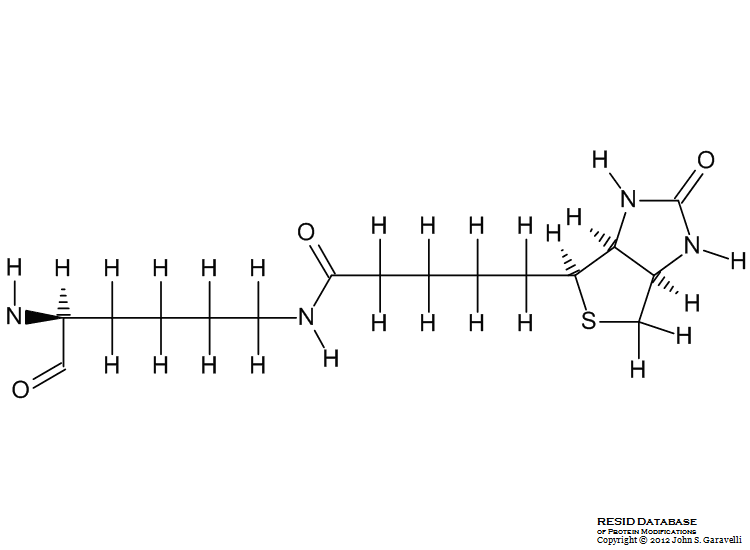 H O
N
H H
N
H
H
H H H H
O
H H H H H H
N N S H
H H H H
H
H H H H
H
O
RESID DATABASE
OF PROTEIN MODIFICATIONS
Copyright © 2012 John S. Garavelli